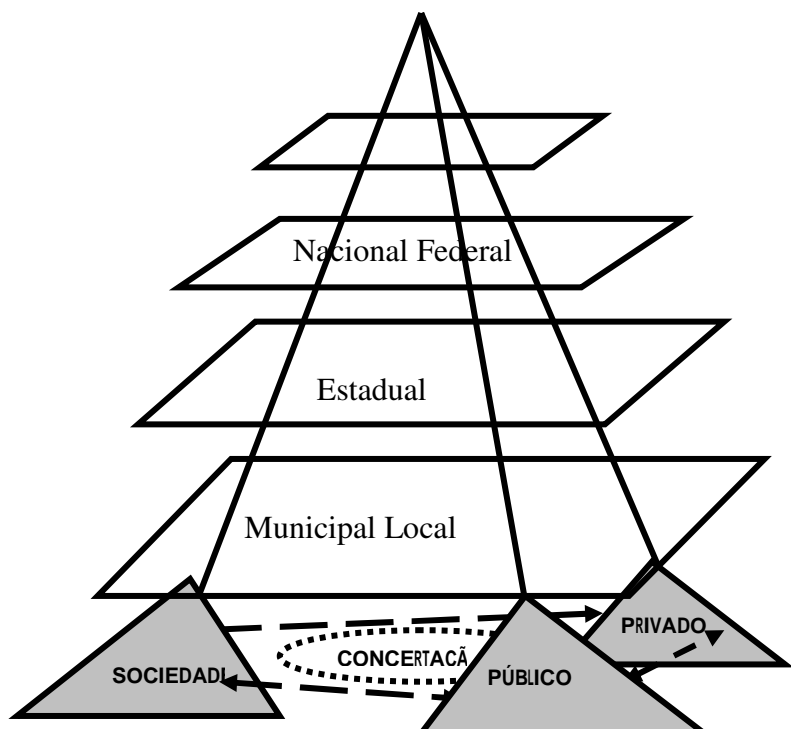 Nacional Federal
Estadual
Municipal Local
PRIVADO
CONCERTACÃ
SOCIEDADI
PÚBLICO